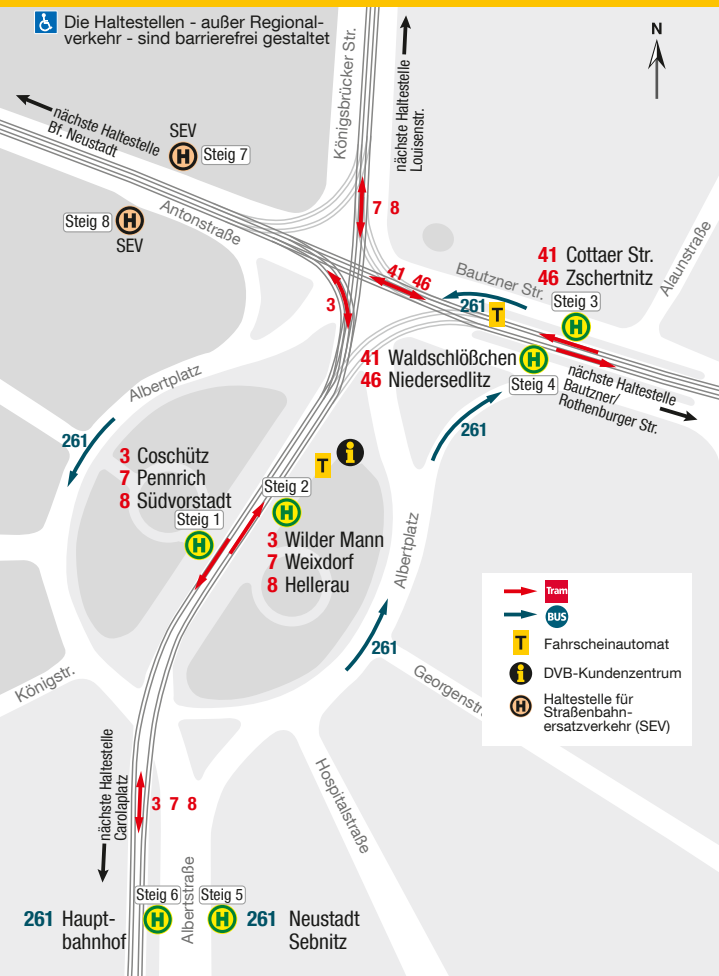 Die Haltestellen - außer Regional-
verkehr - sind barrierefrei gestaltet
Königsbrücker Str.
nächste Haltestelle
Louisenstr.
N
nächste Haltestelle
Bf. Neustadt
SEV
H
Steig 7
Steig 8
H
SEV
Antonstraße
7 8
41 46
3
Bautzner Str.
261
T
41 Cottaer Str.
46 Zschertnitz
Steig 3
H
Alaunstraße
41 Waldschlößchen
46 Niedersedlitz
H
Steig 4
nächste Haltestelle
Bautzner/
Rothenburger Str.
Albertplatz
261
261
3 Coschütz
7 Pennrich
8 Südvorstadt
Steig 1
H
T
i
Steig 2
H
3 Wilder Mann
7 Weixdorf
8 Hellerau
Albertplatz
261
Tram
BUS
T Fahrscheinautomat
i DVB-Kundenzentrum
H Haltestelle für
Straßenbahn-
ersatzverkehr (SEV)
Königstr.
Georgenst
Hospitalstraße
nächste Haltestelle
Carolaplatz
3 7 8
Albertstraße
Steig 6
H
261 Haupt-
bahnhof
Steig 5
H
261 Neustadt
Sebnitz